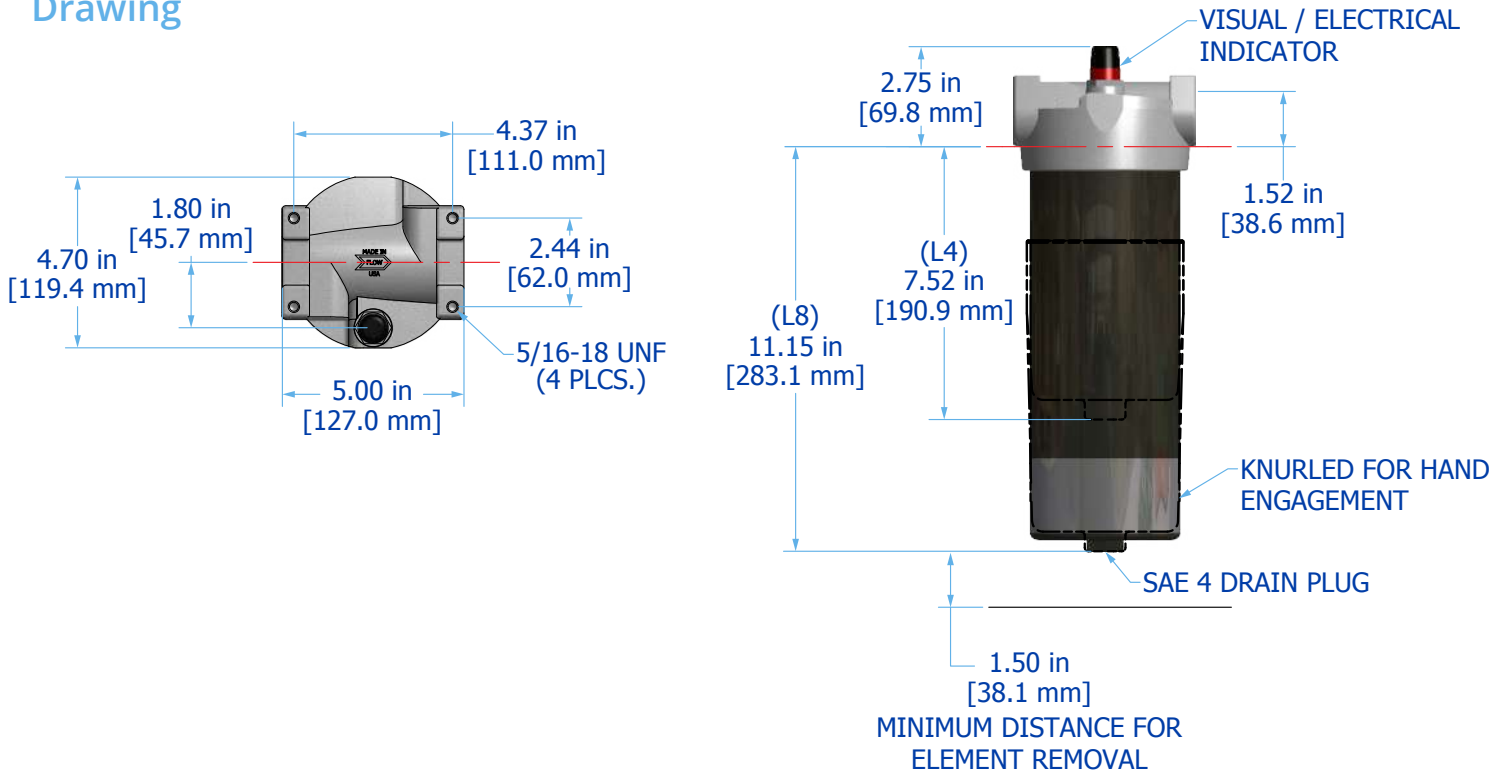 Drawing
4.37 in
[111.0 mm]
1.80 in
[45.7 mm]
4.70 in
[119.4 mm]
MADE IN
FLOW
USA
2.44 in
[62.0 mm]
5/16-18 UNF
(4 PLCS.)
5.00 in
[127.0 mm]
VISUAL / ELECTRICAL
INDICATOR
2.75 in
[69.8 mm]
1.52 in
[38.6 mm]
(L4)
7.52 in
[190.9 mm]
(L8)
11.15 in
[283.1 mm]
KNURLED FOR HAND
ENGAGEMENT
SAE 4 DRAIN PLUG
1.50 in
[38.1 mm]
MINIMUM DISTANCE FOR
ELEMENT REMOVAL